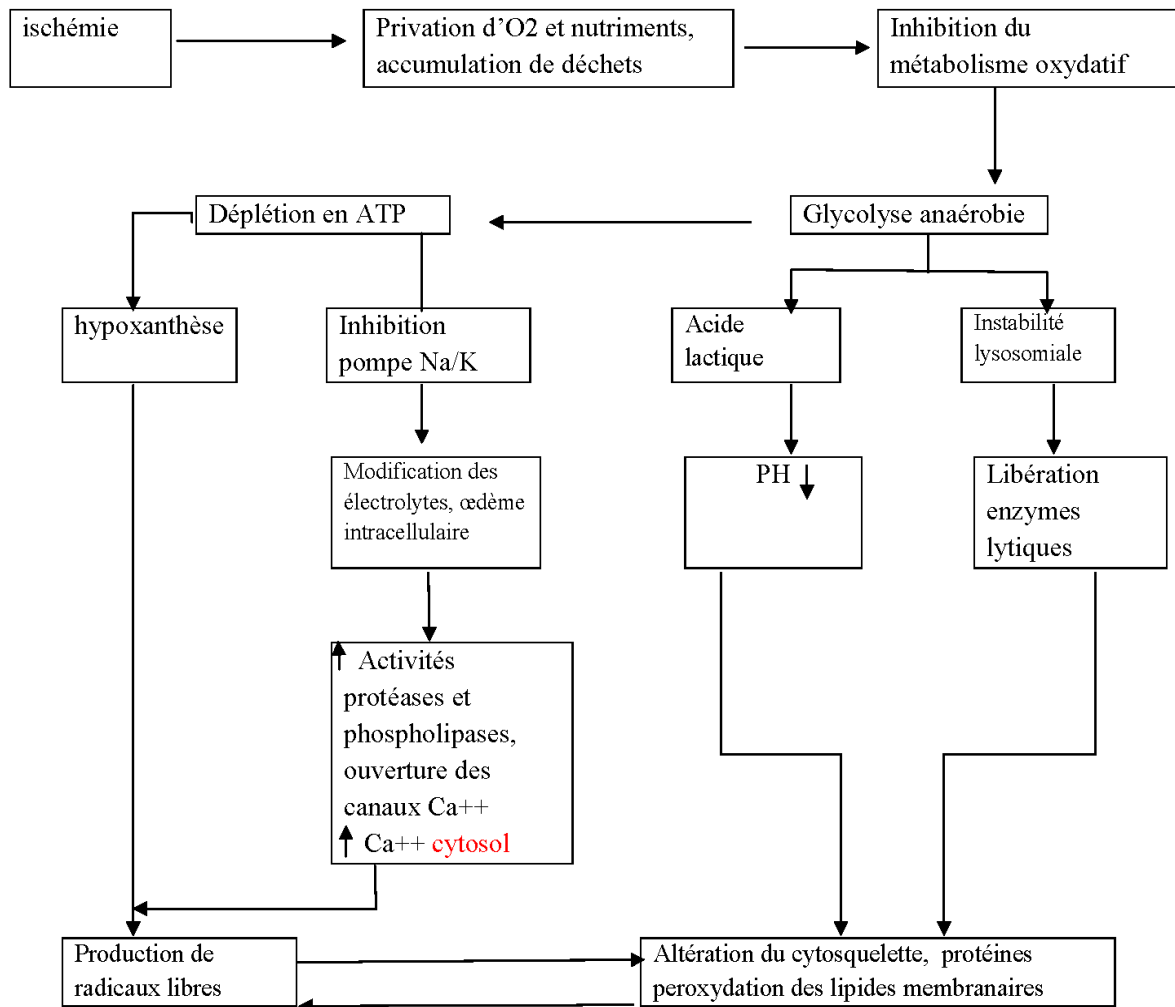 ischémie
Privation d’O2 et nutriments,
accumulation de déchets
Inhibition du
métabolisme oxydatif
Déplétion en ATP
Glycolyse anaérobie
hypoxanthèse
Inhibition
pompe Na/K
Acide
lactique
Instabilité
lysosomiale
Modification des
électrolytes, œdème
intracellulaire
PH
Libération
enzymes
lytiques
Activités
protéases et
phospholipases,
ouverture des
canaux Ca++
Ca++ cytosol
Production de
radicaux libres
Altération du cytosquelette, protéines
peroxydation des lipides membranaires